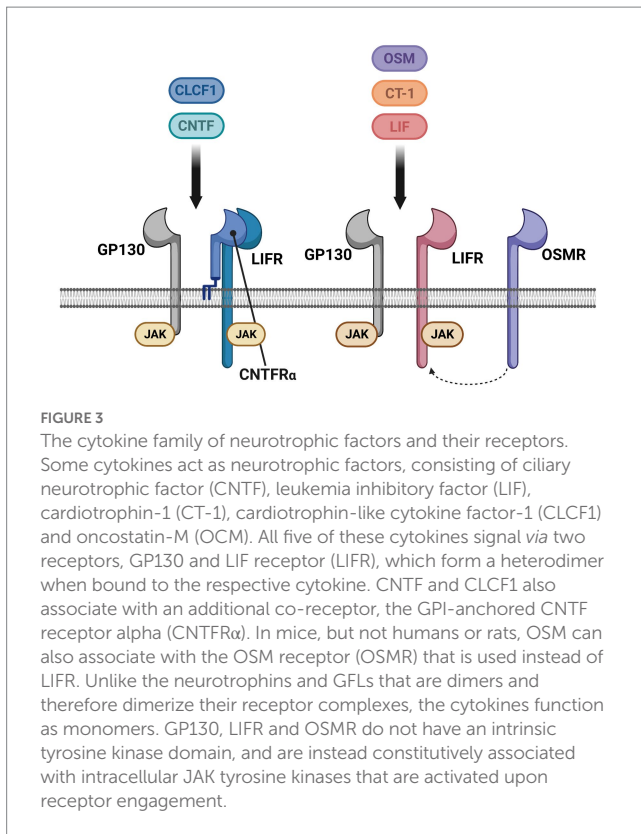 OSM
CLCF1
CT-1
CNTF
LIF
GP130
LIFR
GP130
LIFR
OSMR
JAK
JAK
JAK
JAK
CNTFRα
FIGURE 3
The cytokine family of neurotrophic factors and their receptors.
Some cytokines act as neurotrophic factors, consisting of ciliary
neurotrophic factor (CNTF), leukemia inhibitory factor (LIF),
cardiotrophin-1 (CT-1), cardiotrophin-like cytokine factor-1 (CLCF1)
and oncostatin-M (OCM). All five of these cytokines signal via two
receptors, GP130 and LIF receptor (LIFR), which form a heterodimer
when bound to the respective cytokine. CNTF and CLCF1 also
associate with an additional co-receptor, the GPI-anchored CNTF
receptor alpha (CNTFRα). In mice, but not humans or rats, OSM can
also associate with the OSM receptor (OSMR) that is used instead of
LIFR. Unlike the neurotrophins and GFLs that are dimers and
therefore dimerize their receptor complexes, the cytokines function
as monomers. GP130, LIFR and OSMR do not have an intrinsic
tyrosine kinase domain, and are instead constitutively associated
with intracellular JAK tyrosine kinases that are activated upon
receptor engagement.